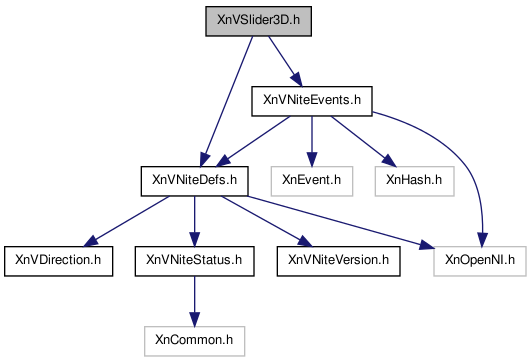 XnVSlider3D.h
XnVNiteEvents.h
XnVNiteDefs.h
XnEvent.h
XnHash.h
XnVDirection.h
XnVNiteStatus.h
XnVNiteVersion.h
XnOpenNI.h
XnCommon.h